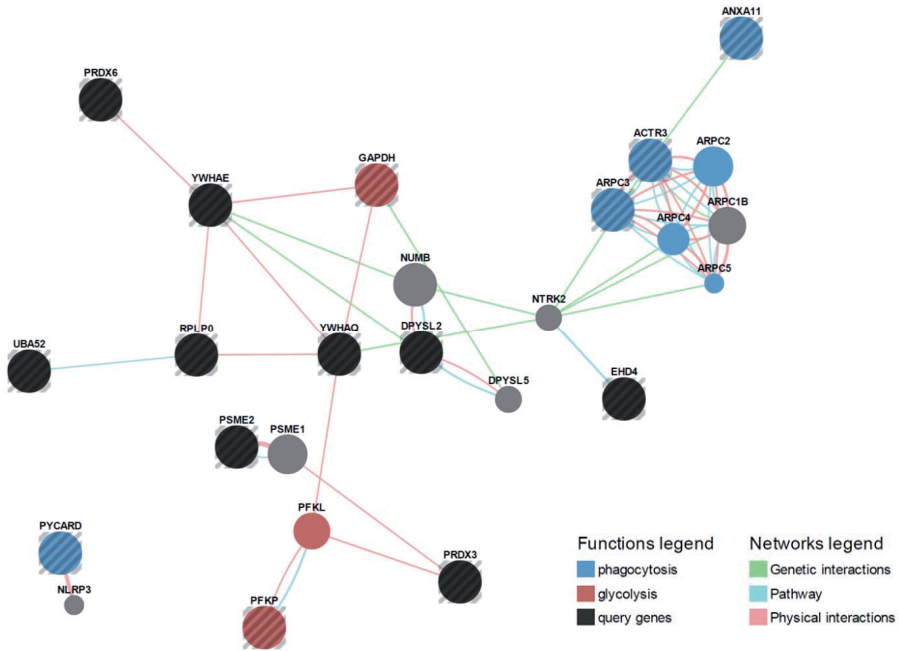 ANXA11
PRDX6
ACTR3
ARPC2
GAPDH
YWHAE
ARPC3
ARPC1B
ARPC4
NUMB
ARPC5
NTRK2
RPLP0
YWHAQ
DPYSL2
UBA52
EHD4
DPYSL5
PSME2
PSME1
PFKL
PYCARD
PRDX3
NLRP3
PFKP
Functions legend
phagocytosis
glycolysis
query genes
Networks legend
Genetic interactions
Pathway
Physical interactions